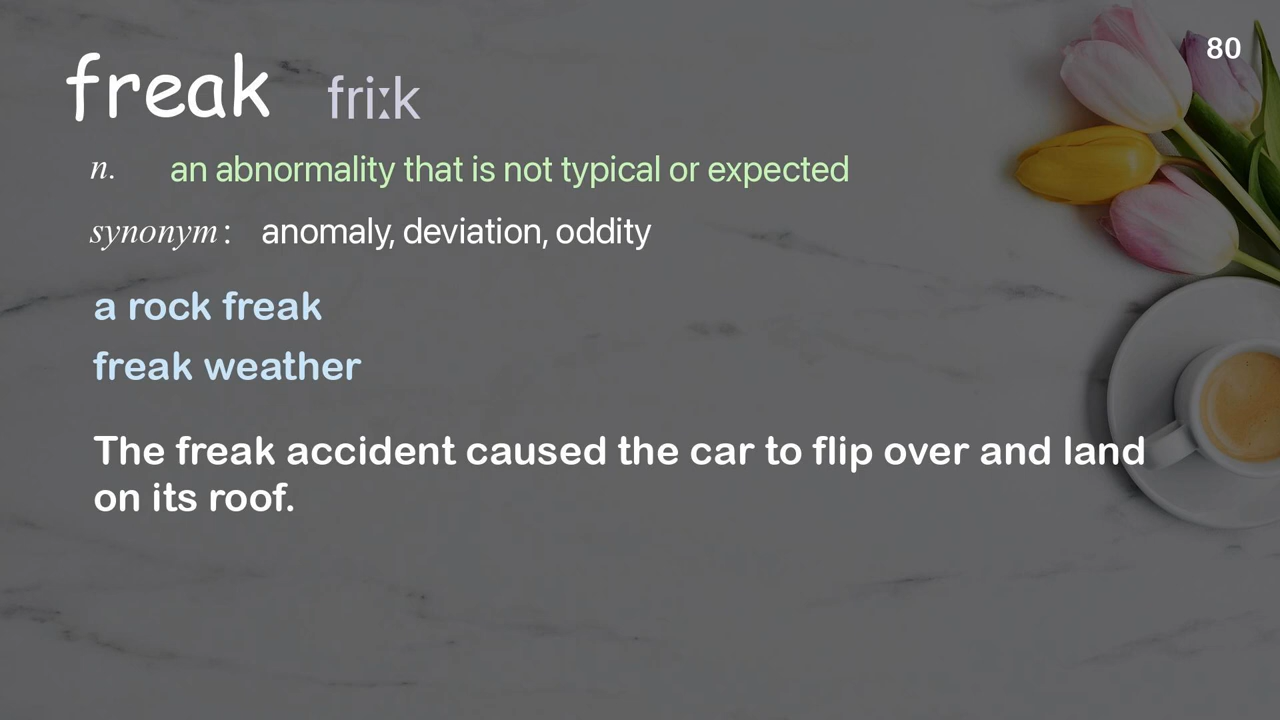 80
freak friːk
n. an abnormality that is not typical or expected
synonym : anomaly, deviation, oddity
a rock freak
freak weather
The freak accident caused the car to flip over and land
on its roof.